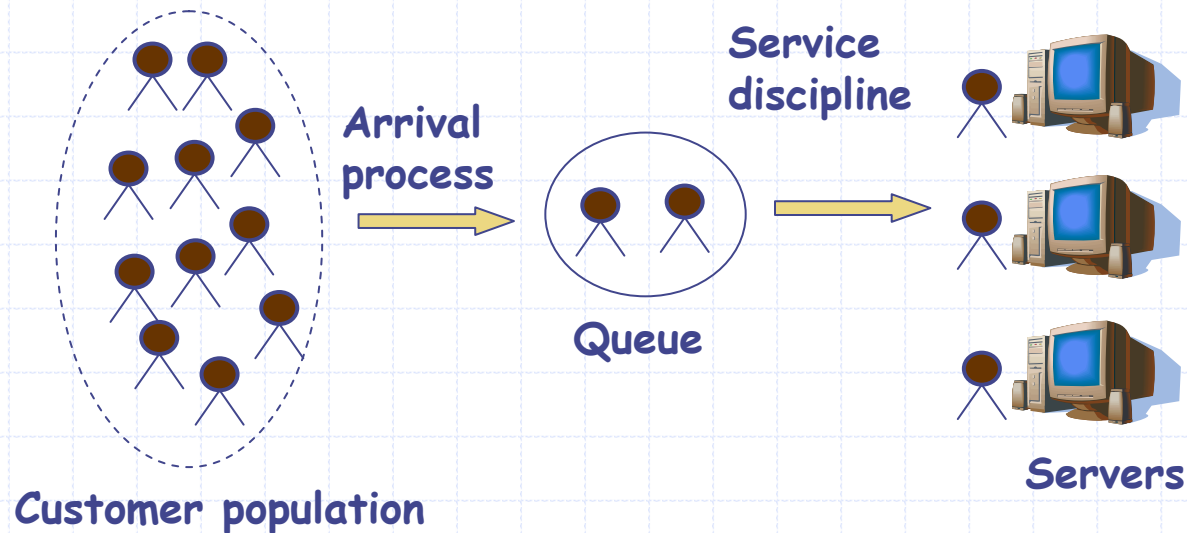 Service
discipline
Arrival
process
Queue
Servers
Customer population